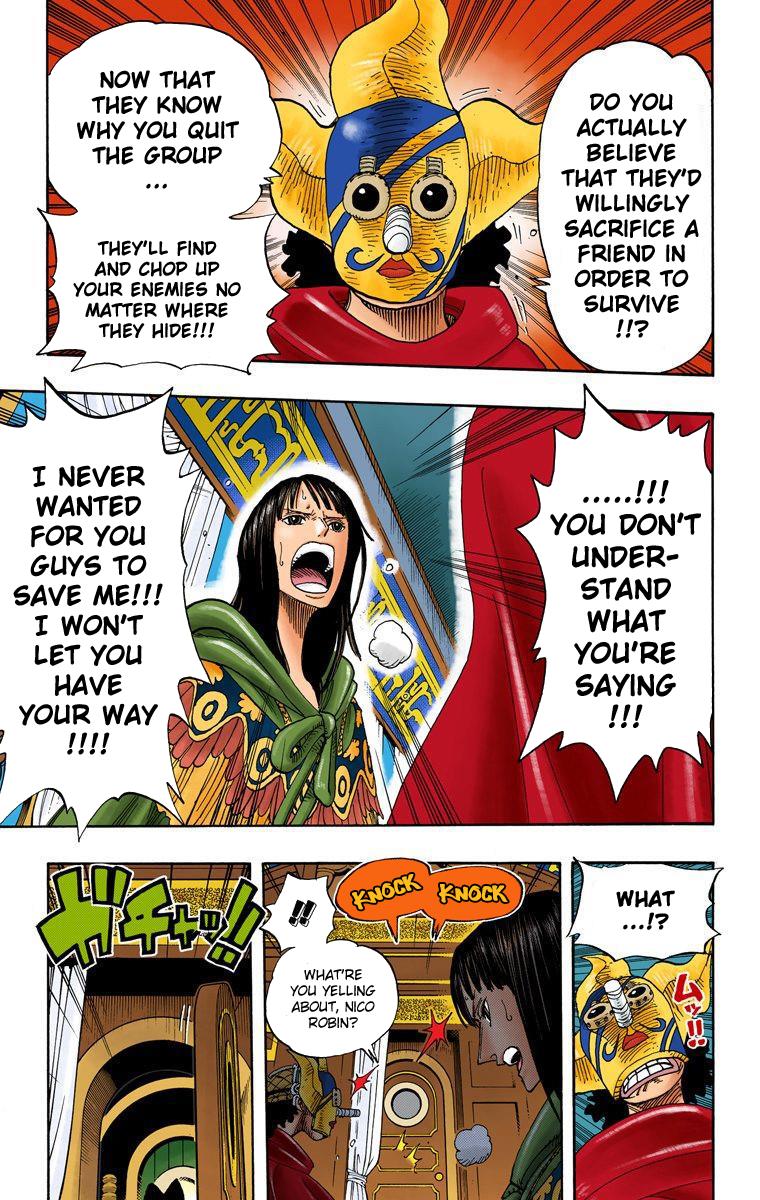 DO YOU
ACTUALLY
BELIEVE
THAT THEY'D
WILLINGLY
SACRIFICE A
FRIEND IN
ORDER TO
SURVIVE
!!?
NOW THAT
THEY KNOW
WHY YOU QUIT
THE GROUP
...
THEY'LL FIND
AND CHOP UP
YOUR ENEMIES NO
MATTER WHERE
THEY HIDE!!!
.....!!!
YOU DON'T
UNDER-
STAND
WHAT
YOU'RE
SAYING
!!!
I NEVER
WANTED
FOR YOU
GUYS TO
SAVE ME!!!
I WON'T
LET YOU
HAVE
YOUR WAY
!!!!
WHAT
...!?
ムッ!!
KNOCK
KNOCK
!!
WHAT'RE
YOU YELLING
ABOUT, NICO
ROBIN?
ガチャッ!!